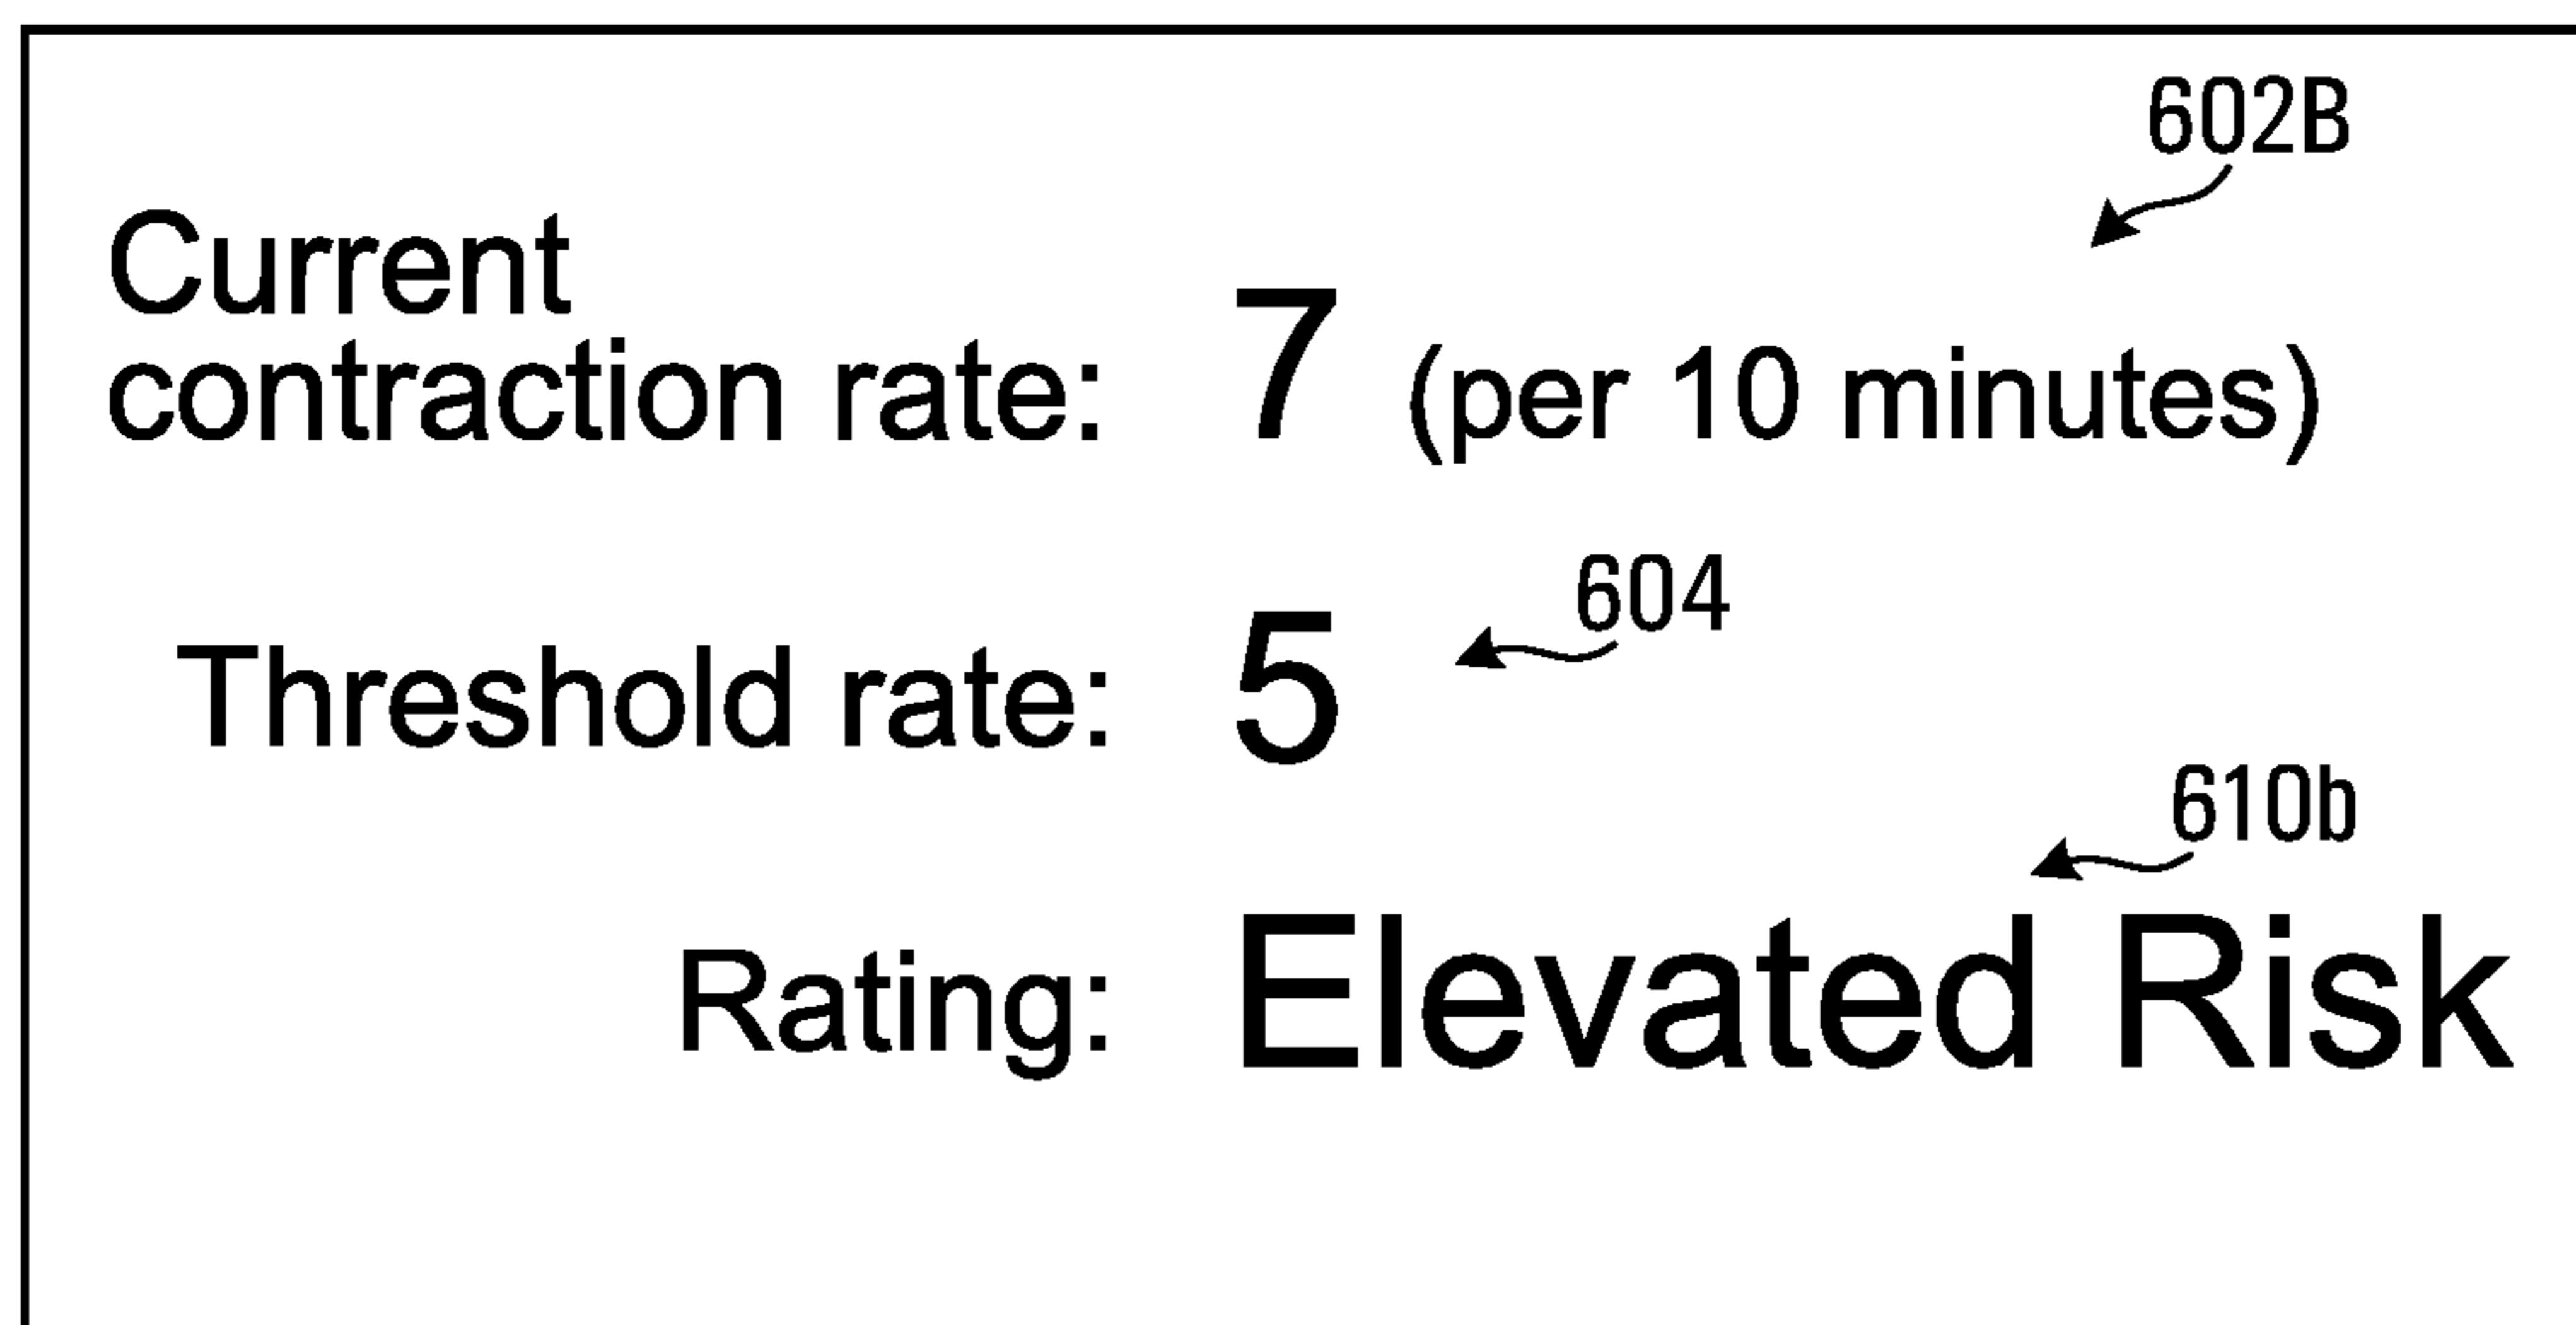 602B
Current
contraction rate: 7 (per 10 minutes)
604
Threshold rate: 5
610b
Rating: Elevated Risk